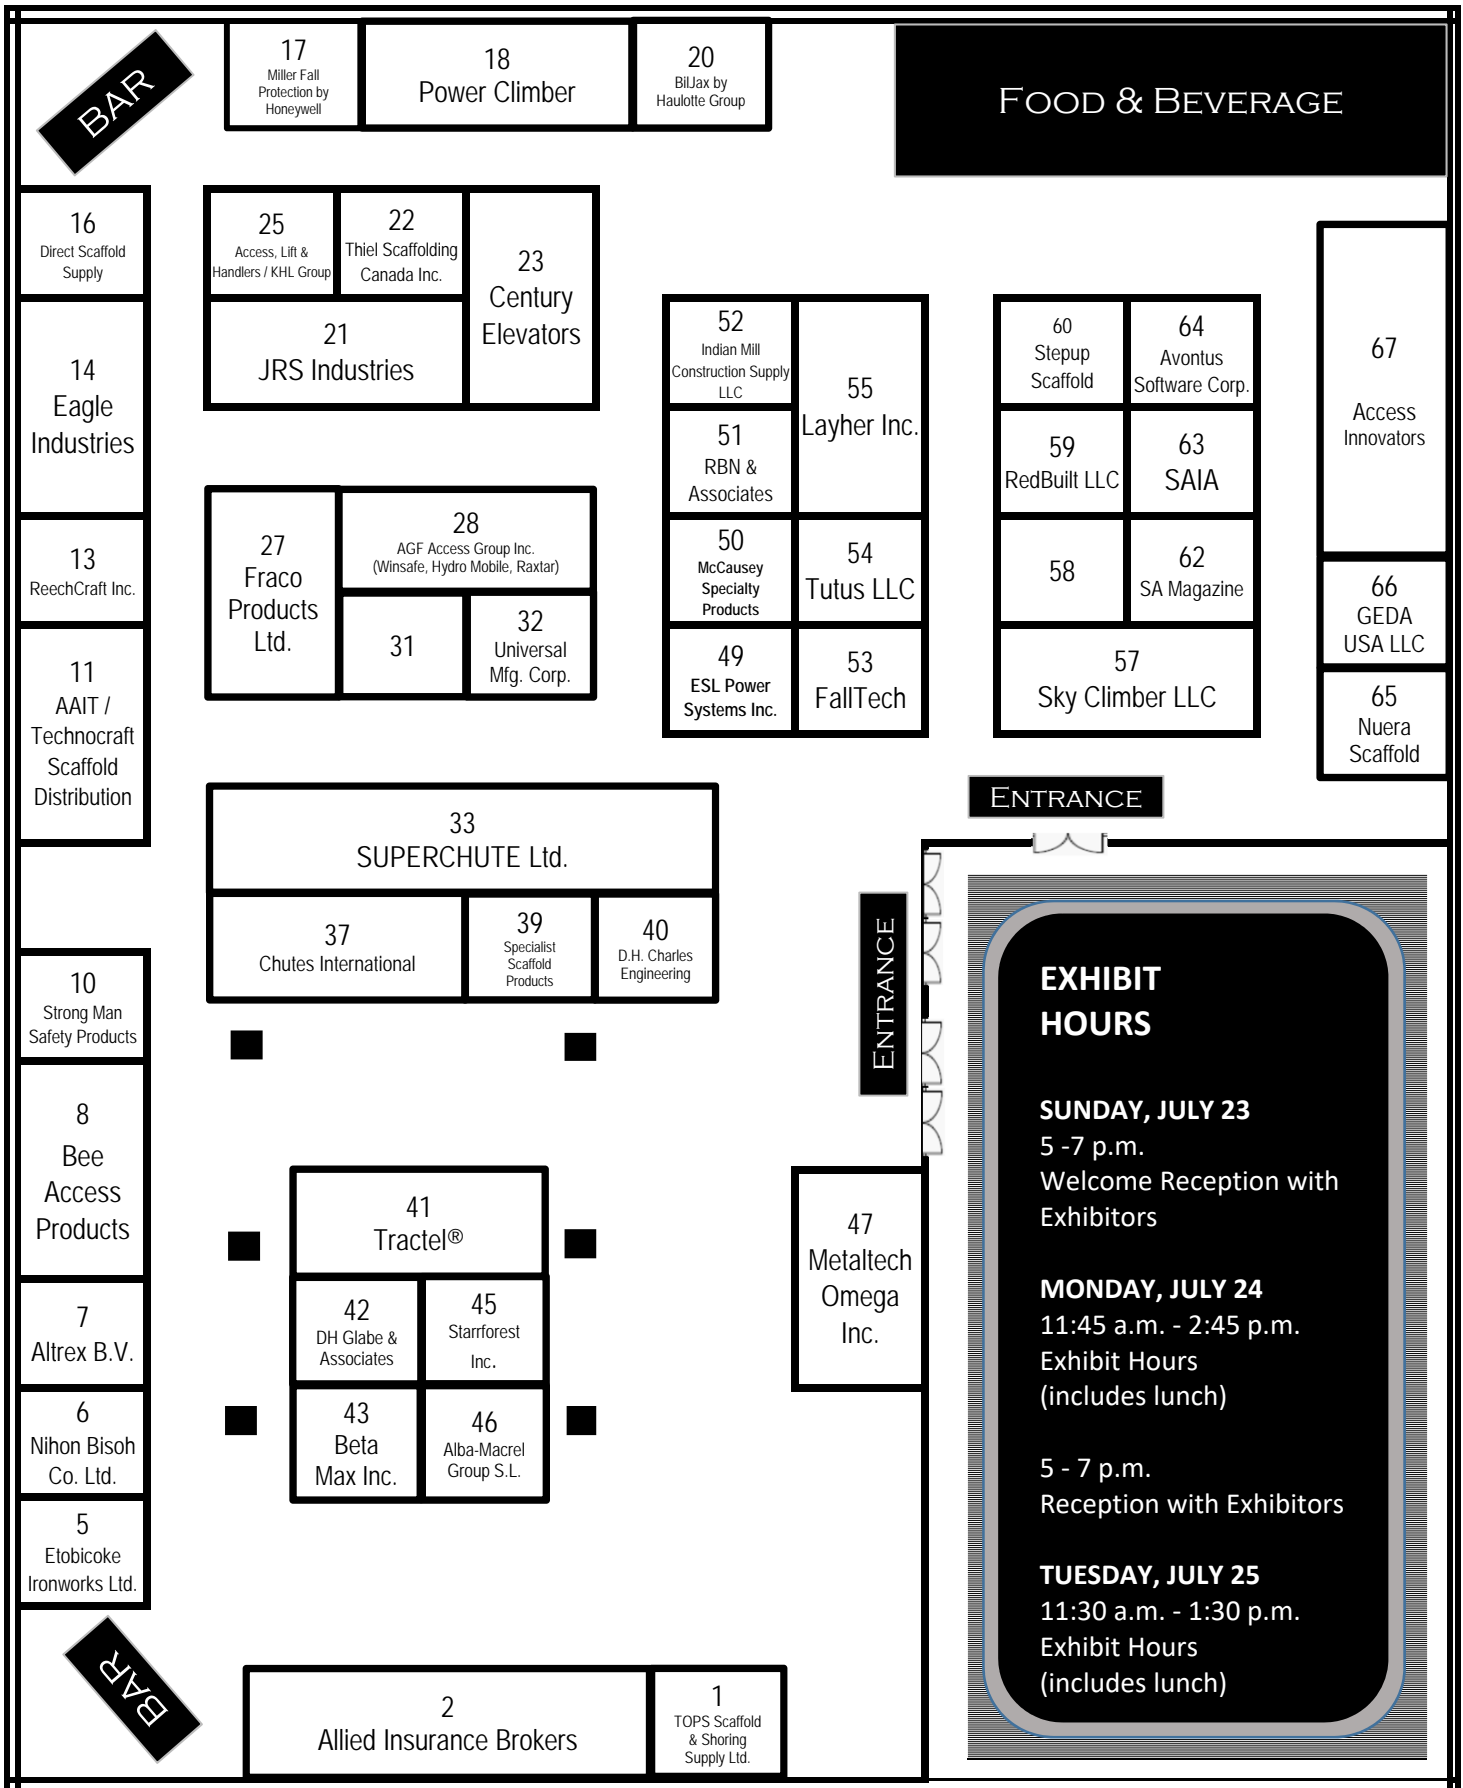 BAR
17
Miller Fall
Protection by
Honeywell
18
Power Climber
20
BilJax by
Haulotte Group
FOOD & BEVERAGE
16
Direct Scaffold
Supply
14
Eagle
Industries
13
ReechCraft Inc.
11
AAIT /
Technocraft
Scaffold
Distribution
25
Access, Lift &
Handlers / KHL Group
22
Thiel Scaffolding
Canada Inc.
23
Century
Elevators
21
JRS Industries
27
Fraco
Products
Ltd.
28
AGF Access Group Inc.
(Winsafe, Hydro Mobile, Raxtar)
31
32
Universal
Mfg. Corp.
52
Indian Mill
Construction Supply
LLC
55
Layher Inc.
51
RBN &
Associates
50
McCausey
Specialty
Products
54
Tutus LLC
49
ESL Power
Systems Inc.
53
FallTech
60
Stepup
Scaffold
64
Avontus
Software Corp.
59
RedBuilt LLC
63
SAIA
58
62
SA Magazine
57
Sky Climber LLC
67
Access
Innovators
66
GEDA
USA LLC
65
Nuera
Scaffold
ENTRANCE
33
SUPERCHUTE Ltd.
37
Chutes International
39
Specialist
Scaffold
Products
40
D.H. Charles
Engineering
ENTRANCE
10
Strong Man
Safety Products
8
Bee
Access
Products
7
Altrex B.V.
6
Nihon Bisoh
Co. Ltd.
5
Etobicoke
Ironworks Ltd.
41
Tractel®
42
DH Glabe &
Associates
45
Starrforest
Inc.
43
Beta
Max Inc.
46
Alba-Macrel
Group S.L.
47
Metaltech
Omega
Inc.
BAR
2
Allied Insurance Brokers
1
TOPS Scaffold
& Shoring
Supply Ltd.
EXHIBIT
HOURS
SUNDAY, JULY 23
5 -7 p.m.
Welcome Reception with
Exhibitors
MONDAY, JULY 24
11:45 a.m. - 2:45 p.m.
Exhibit Hours
(includes lunch)
5 - 7 p.m.
Reception with Exhibitors
TUESDAY, JULY 25
11:30 a.m. - 1:30 p.m.
Exhibit Hours
(includes lunch)